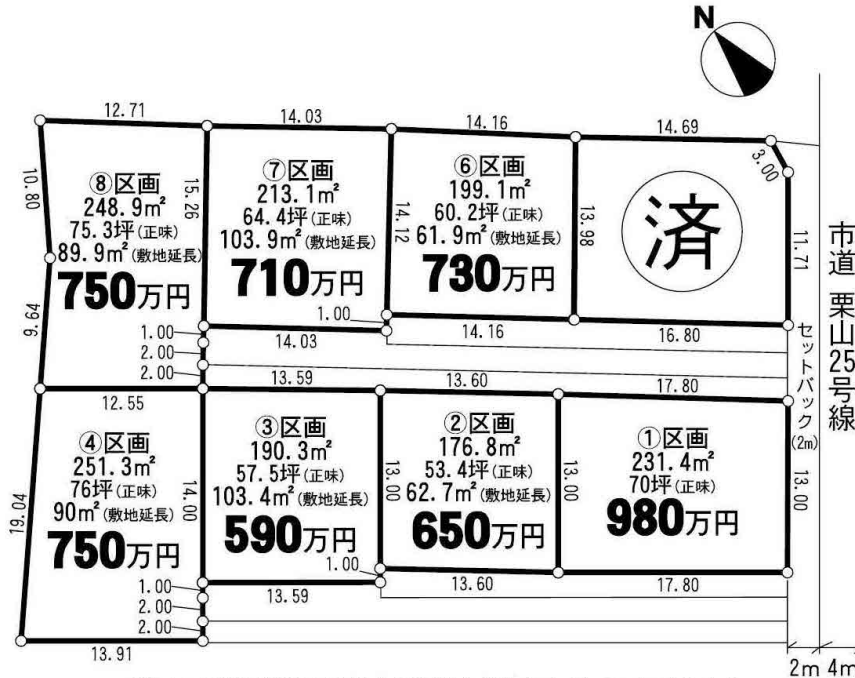 N
12.71
14.03
14.16
14.69
3.00
10.80
15.26
14.12
13.98
11.71
⑧区画
248.9m²
75.3坪(正味)
89.9m²(敷地延長)
750万円
⑦区画
213.1m²
64.4坪(正味)
103.9m²(敷地延長)
710万円
⑥区画
199.1m²
60.2坪(正味)
61.9m²(敷地延長)
730万円
済
市道 栗山25号線
セットバック(2m)
9.64
1.00
2.00
2.00
14.03
1.00
14.16
16.80
12.55
13.59
13.60
17.80
④区画
251.3m²
76坪(正味)
90m²(敷地延長)
750万円
③区画
190.3m²
57.5坪(正味)
103.4m²(敷地延長)
590万円
②区画
176.8m²
53.4坪(正味)
62.7m²(敷地延長)
650万円
①区画
231.4m²
70坪(正味)
980万円
19.04
14.00
13.00
13.00
13.00
1.00
2.00
2.00
13.59
1.00
13.60
17.80
13.91
2m 4m